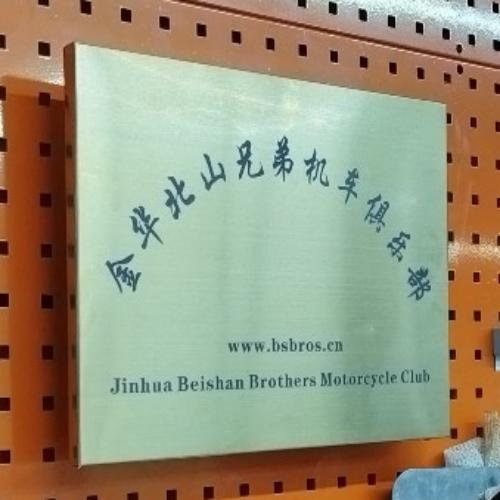 金华北山兄弟机车俱乐部
www.bsbros.cn
Jinhua Beishan Brothers Motorcycle Club